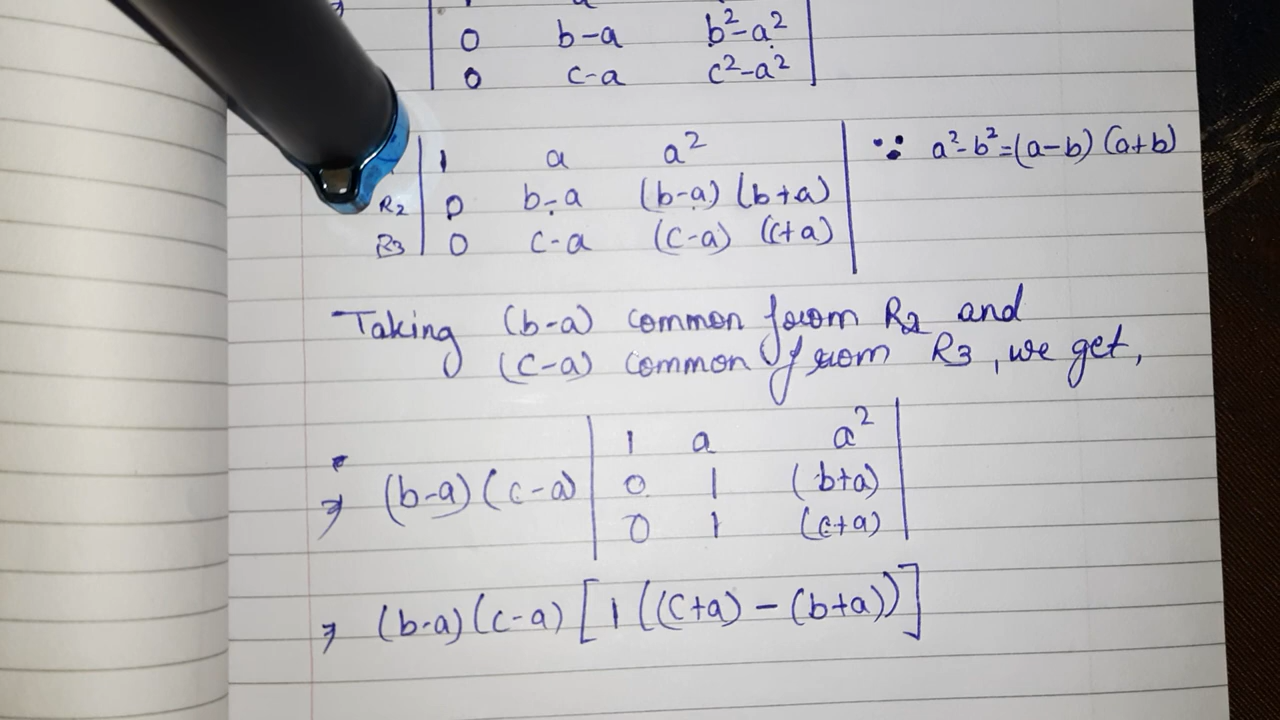 0 b-a b²-a²
0 c-a c²-a²
1 a a² ∵ a²-b²=(a-b) (a+b)
R2 0 b-a (b-a) (b+a)
R3 0 c-a (c-a) (c+a)
Taking (b-a) common from R2 and
(c-a) common from R3, we get,
1 a a²
⇒ (b-a)(c-a) 0 1 (b+a)
0 1 (c+a)
⇒ (b-a)(c-a) [1((c+a) - (b+a))]